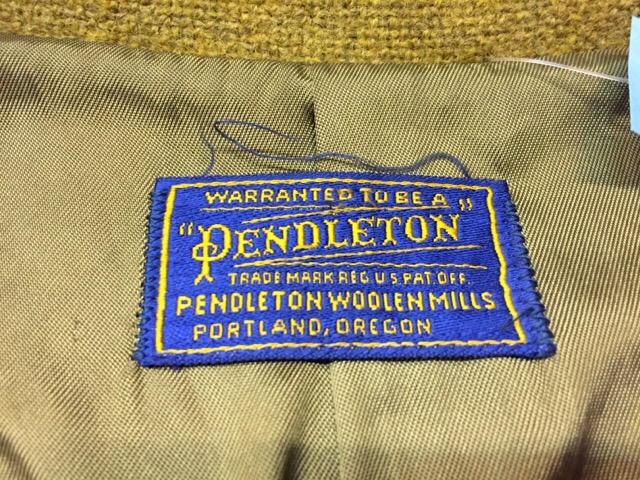 WARRANTED TO BE A
"PENDLETON"
TRADE MARK REG U.S. PAT. OFF.
PENDLETON WOOLEN MILLS
PORTLAND, OREGON